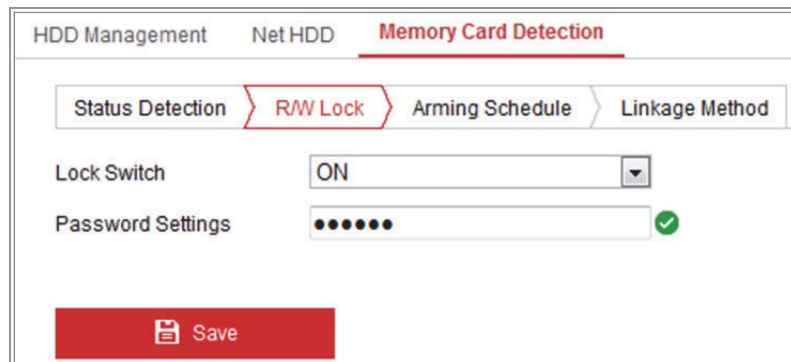 HDD Management Net HDD Memory Card Detection
Status Detection R/W Lock Arming Schedule Linkage Method
Lock Switch ON
Password Settings ●●●●●●
Save